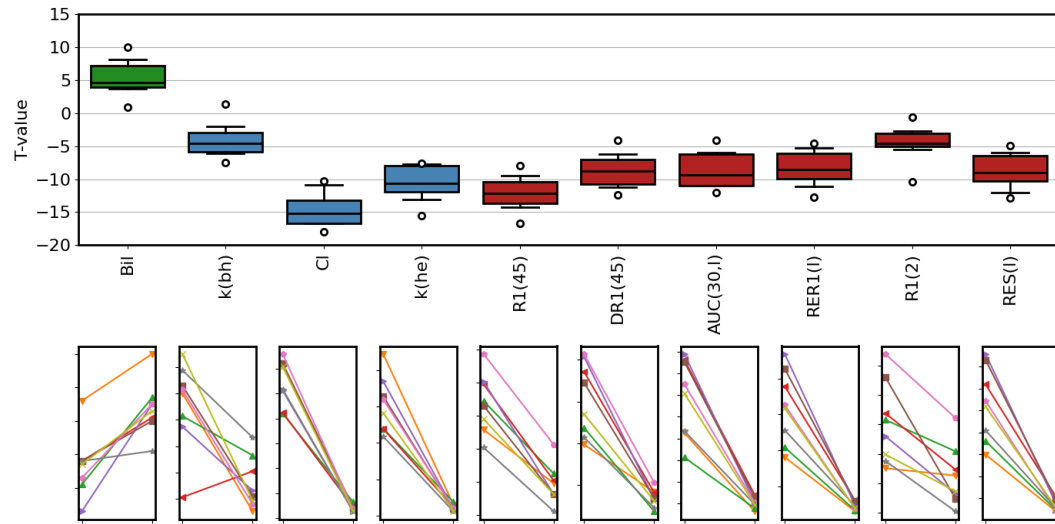 15
10
5
0
−5
−10
−15
−20
T-value
Bil
k(bh)
Cl
k(he)
R1(45)
DR1(45)
AUC(30,I)
RER1(I)
R1(2)
RES(I)